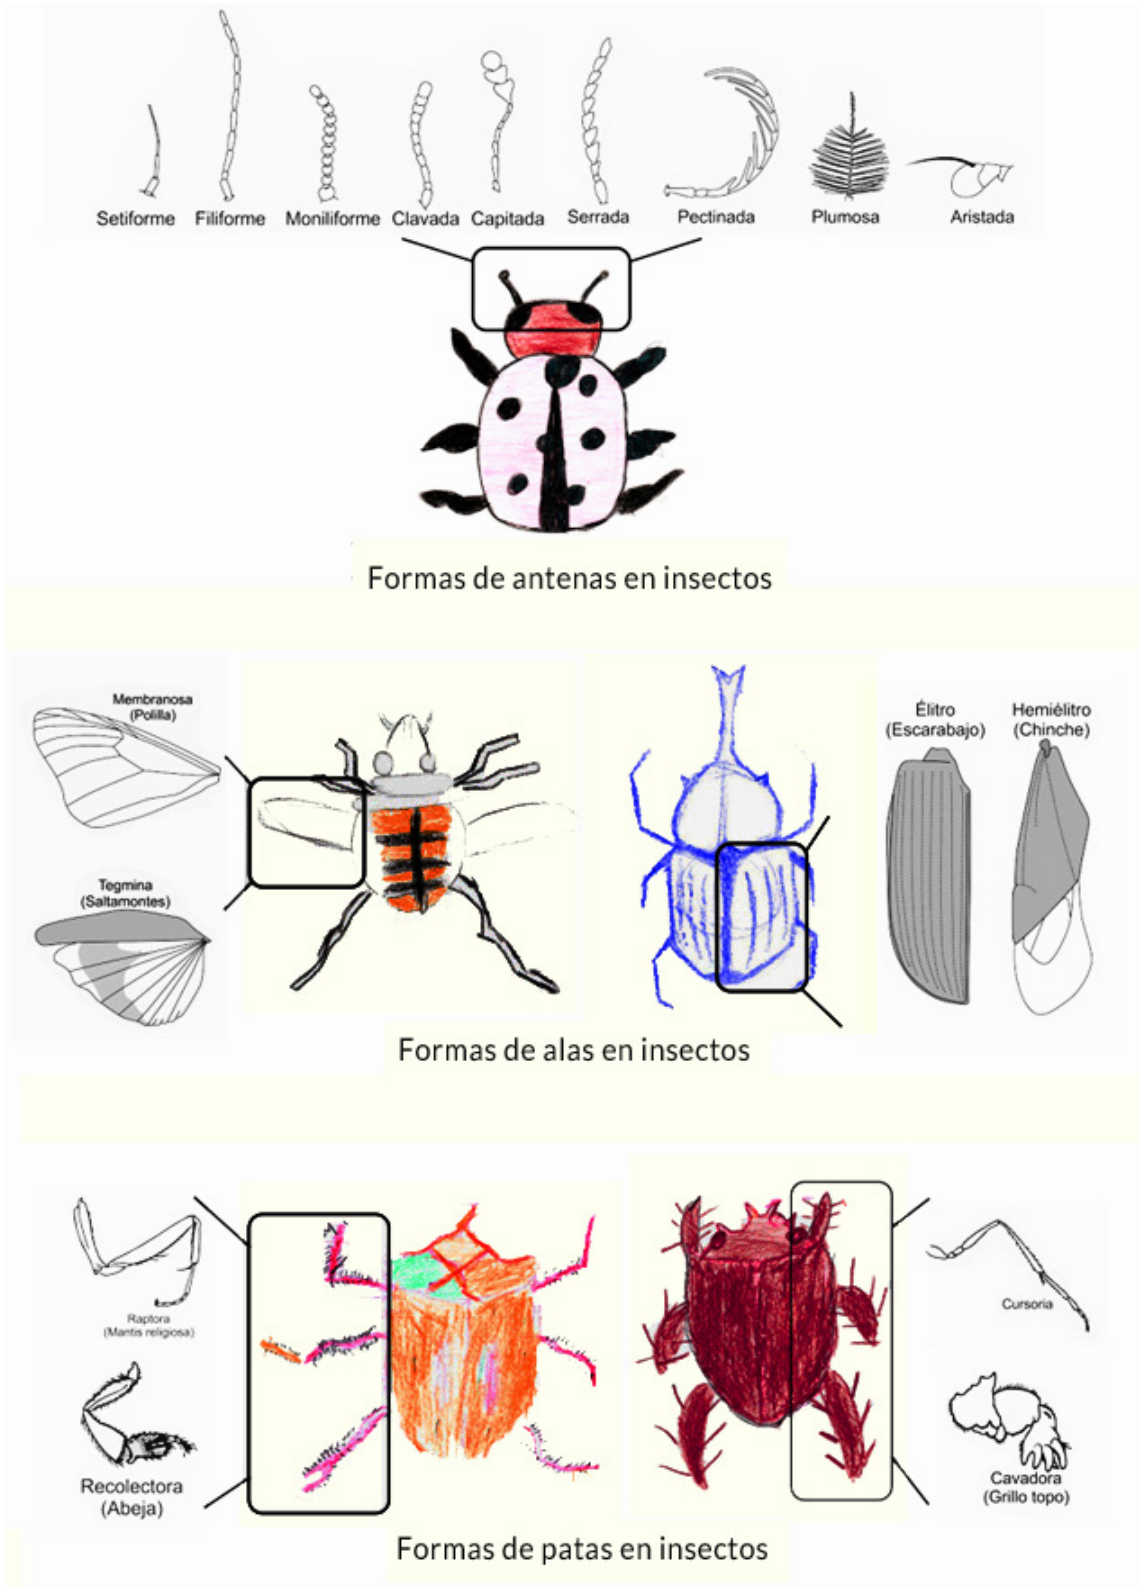 Setiforme Filiforme Moniliforme Clavada Capitada Serrada Pectinada Plumosa Aristada
Formas de antenas en insectos
Membranosa
(Polilla)
Tegmina
(Saltamontes)
Élitro
(Escarabajo)
Hemiélitro
(Chinche)
Formas de alas en insectos
Raptora
(Mantis religiosa)
Recolectora
(Abeja)
Cursoria
Cavadora
(Grillo topo)
Formas de patas en insectos